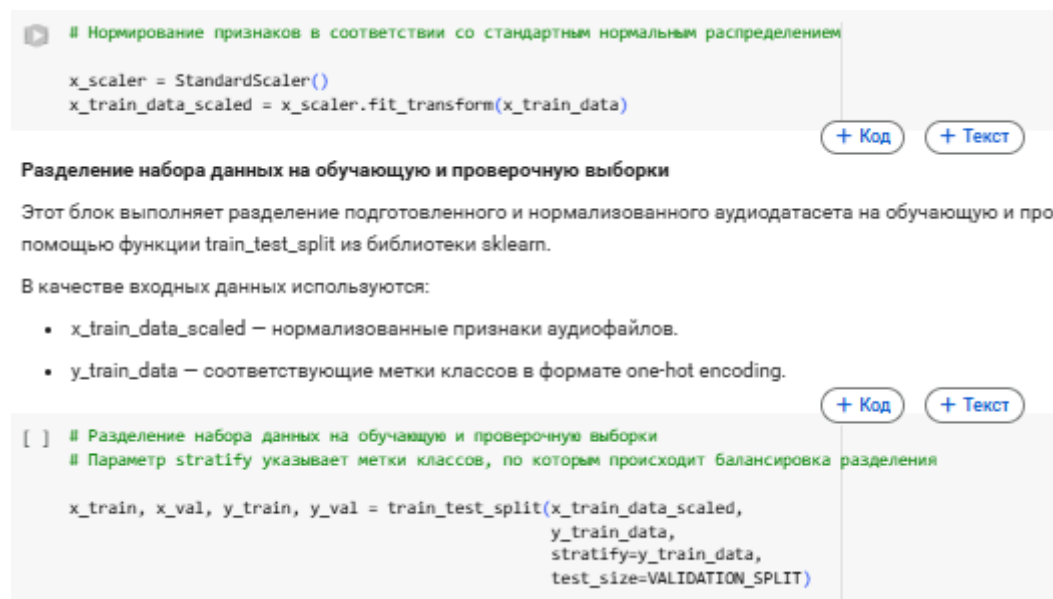 # Нормирование признаков в соответствии со стандартным нормальным распределением
x_scaler = StandardScaler()
x_train_data_scaled = x_scaler.fit_transform(x_train_data)
+ Код + Текст
Разделение набора данных на обучающую и проверочную выборки
Этот блок выполняет разделение подготовленного и нормализованного аудиодатасета на обучающую и про
помощью функции train_test_split из библиотеки sklearn.
В качестве входных данных используются:
• x_train_data_scaled — нормализованные признаки аудиофайлов.
• y_train_data — соответствующие метки классов в формате one-hot encoding.
+ Код + Текст
[ ] # Разделение набора данных на обучающую и проверочную выборки
# Параметр stratify указывает метки классов, по которым происходит балансировка разделения
x_train, x_val, y_train, y_val = train_test_split(x_train_data_scaled,
y_train_data,
stratify=y_train_data,
test_size=VALIDATION_SPLIT)